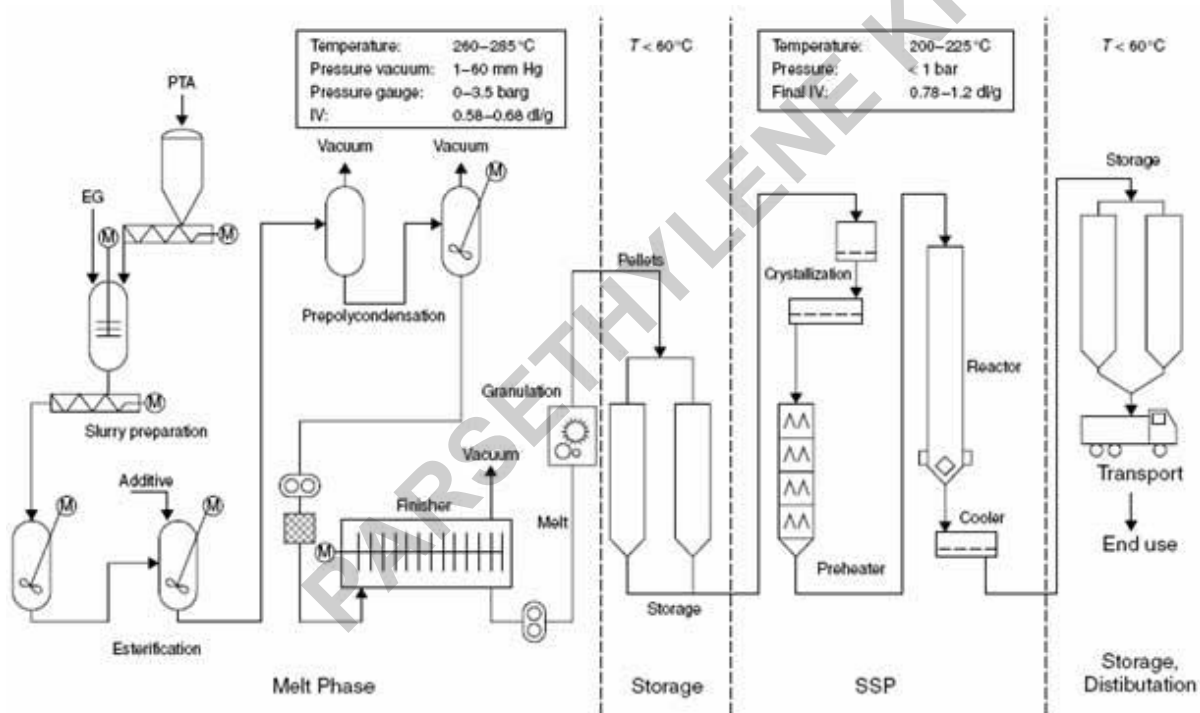 Temperature: 260–285°C
Pressure vacuum: 1–60 mm Hg
Pressure gauge: 0–3.5 barg
IV: 0.58–0.68 dl/g
T < 60°C
Temperature: 200–225°C
Pressure: < 1 bar
Final IV: 0.78–1.2 dl/g
T < 60°C
PTA
EG
M
M
M
Slurry preparation
Additive
M
M
Esterification
Vacuum
Vacuum
M
Prepolycondensation
Vacuum
Finisher
M
Granulation
Melt
Pellets
Storage
Crystallization
Preheater
Reactor
Cooler
Storage
Transport
End use
Melt Phase
Storage
SSP
Storage,
Distibutation
PARSETHYLENE